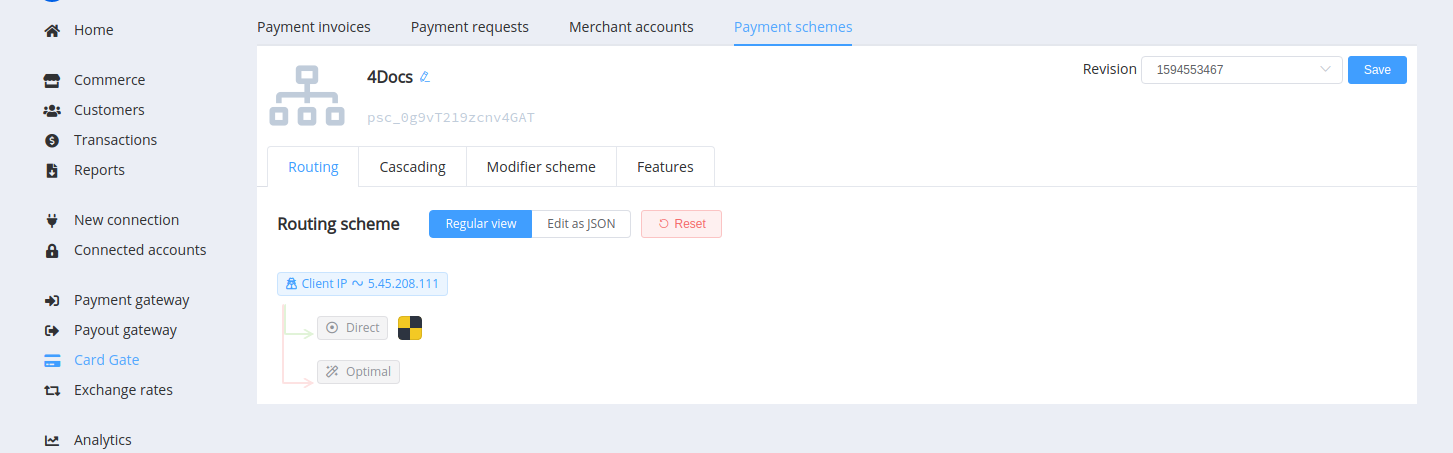 Home
Commerce
Customers
Transactions
Reports
New connection
Connected accounts
Payment gateway
Payout gateway
Card Gate
Exchange rates
Analytics
Payment invoices Payment requests Merchant accounts Payment schemes
4Docs
psc_0g9vT219zcnv4GAT
Revision 1594553467 Save
Routing Cascading Modifier scheme Features
Routing scheme Regular view Edit as JSON Reset
Client IP ~ 5.45.208.111
Direct
Optimal